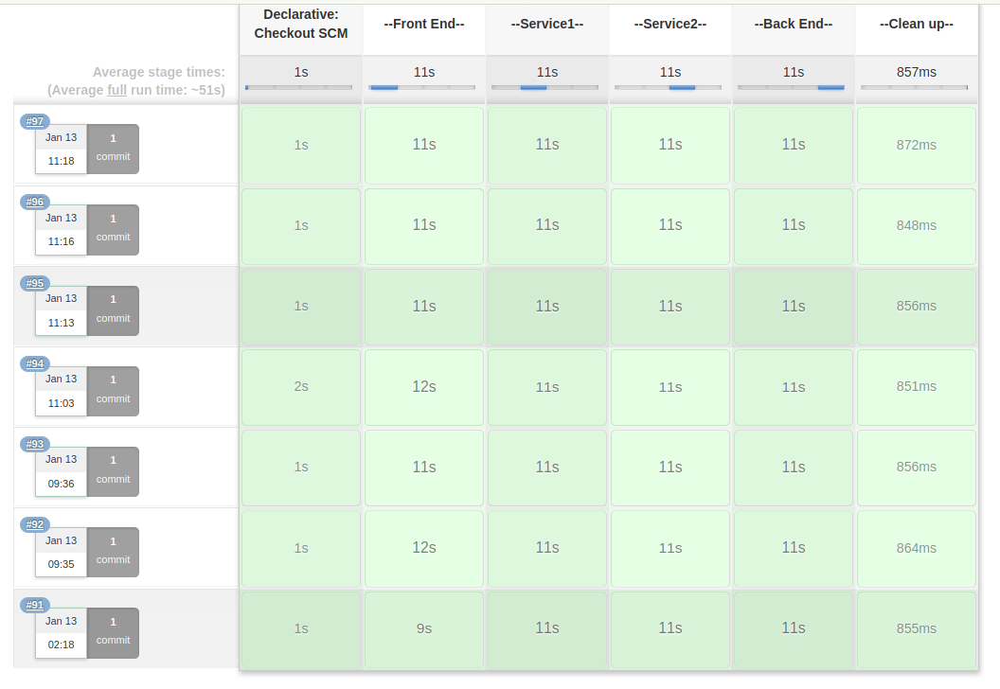 Declarative: Checkout SCM --Front End-- --Service1-- --Service2-- --Back End-- --Clean up--
Average stage times: 1s 11s 11s 11s 11s 857ms
(Average full run time: ~51s)
#97
Jan 13 1 1s 11s 11s 11s 11s 872ms
11:18 commit
#96
Jan 13 1 1s 11s 11s 11s 11s 848ms
11:16 commit
#95
Jan 13 1 1s 11s 11s 11s 11s 856ms
11:13 commit
#94
Jan 13 1 2s 12s 11s 11s 11s 851ms
11:03 commit
#93
Jan 13 1 1s 11s 11s 11s 11s 856ms
09:36 commit
#92
Jan 13 1 1s 12s 11s 11s 11s 864ms
09:35 commit
#91
Jan 13 1 1s 9s 11s 11s 11s 855ms
02:18 commit